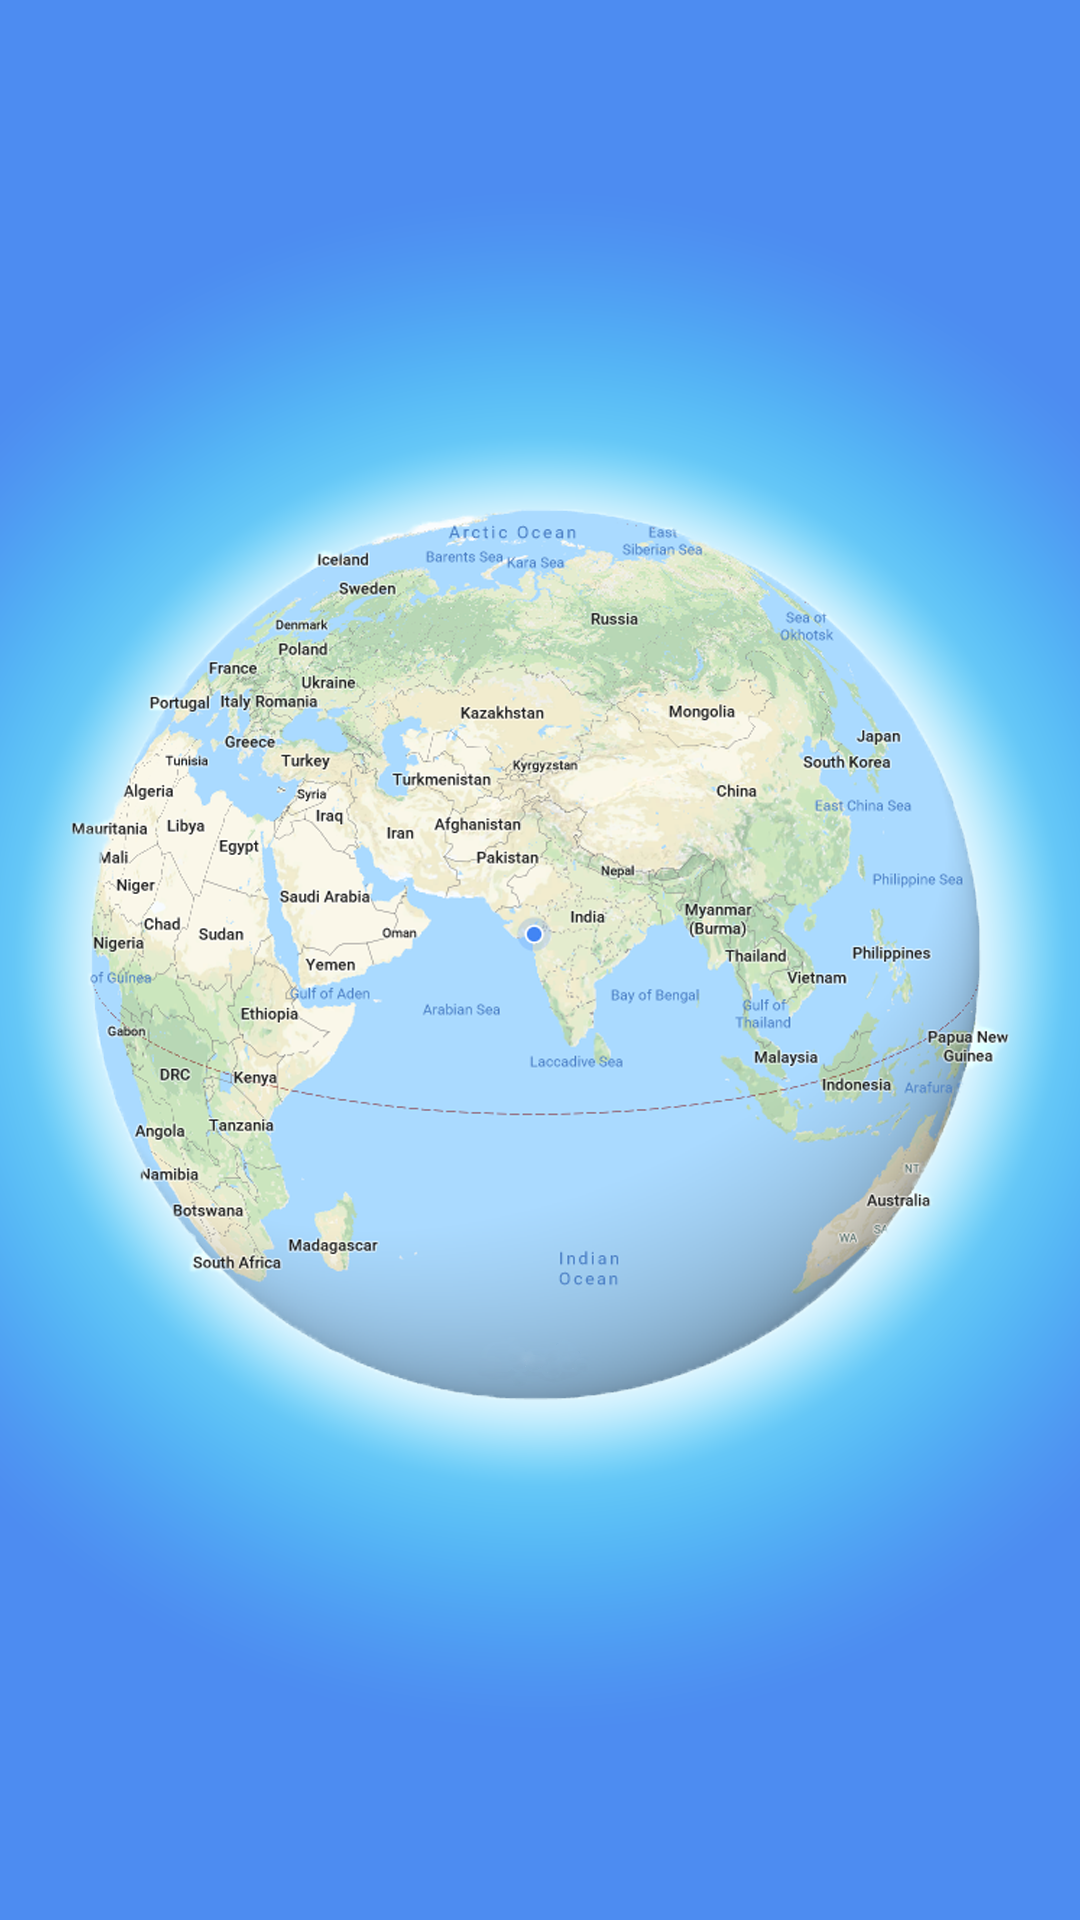 Arctic Ocean
East
Siberian Sea
Barents Sea
Kara Sea
Iceland
Sweden
Russia
Sea of
Okhotsk
Denmark
Poland
France
Ukraine
Portugal
Italy
Romania
Kazakhstan
Mongolia
Japan
Greece
Turkey
Tunisia
Kyrgyzstan
South Korea
Turkmenistan
Algeria
Syria
China
East China Sea
Iraq
Mauritania
Libya
Iran
Afghanistan
Egypt
Mali
Pakistan
Nepal
Philippine Sea
Niger
Saudi Arabia
Myanmar
(Burma)
India
Chad
Sudan
Oman
Nigeria
Thailand
Philippines
Yemen
of Guinea
Vietnam
Gulf of Aden
Bay of Bengal
Arabian Sea
Gulf of
Thailand
Ethiopia
Gabon
Papua New
Guinea
Laccadive Sea
Malaysia
DRC
Kenya
Indonesia
Arafura
Angola
Tanzania
Namibia
NT
Botswana
Australia
SA
WA
Madagascar
South Africa
Indian
Ocean